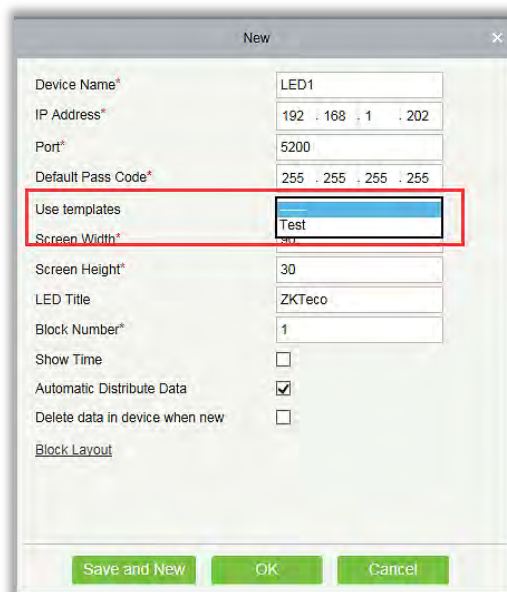 New
Device Name* LED1
IP Address* 192 . 168 . 1 . 202
Port* 5200
Default Pass Code* 255 . 255 . 255 . 255
Use templates ------
Test
Screen Width* 90
Screen Height* 30
LED Title ZKTeco
Block Number* 1
Show Time
Automatic Distribute Data
Delete data in device when new
Block Layout
Save and New OK Cancel